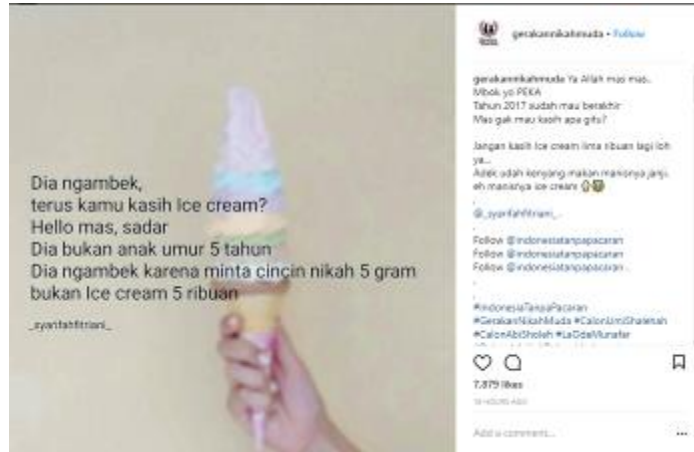 gerakannikahmuda • Follow
Dia ngambek,
terus kamu kasih Ice cream?
Hello mas, sadar
Dia bukan anak umur 5 tahun
Dia ngambek karena minta cincin nikah 5 gram
bukan Ice cream 5 ribuan
_syarifahfitriani_
gerakannikahmuda Ya Allah mas mas..
Mbok yo PEKA
Tahun 2017 sudah mau berakhir
Mas gak mau kasih apa gitu?
Jangan kasih Ice cream lima ribuan lagi loh
ya...
Adek udah kenyang makan manisnya janji
eh manisnya ice cream
.
@_syarifahfitriani_
.
Follow @indonesiatanpapacaran
Follow @indonesiatanpapacaran
Follow @indonesiatanpapacaran
.
.
#IndonesiaTanpaPacaran
#GerakanNikahMuda #CalonUmiShalehah
#CalonAbiSholeh
7,879 likes
18 HOURS AGO
Add a comment...